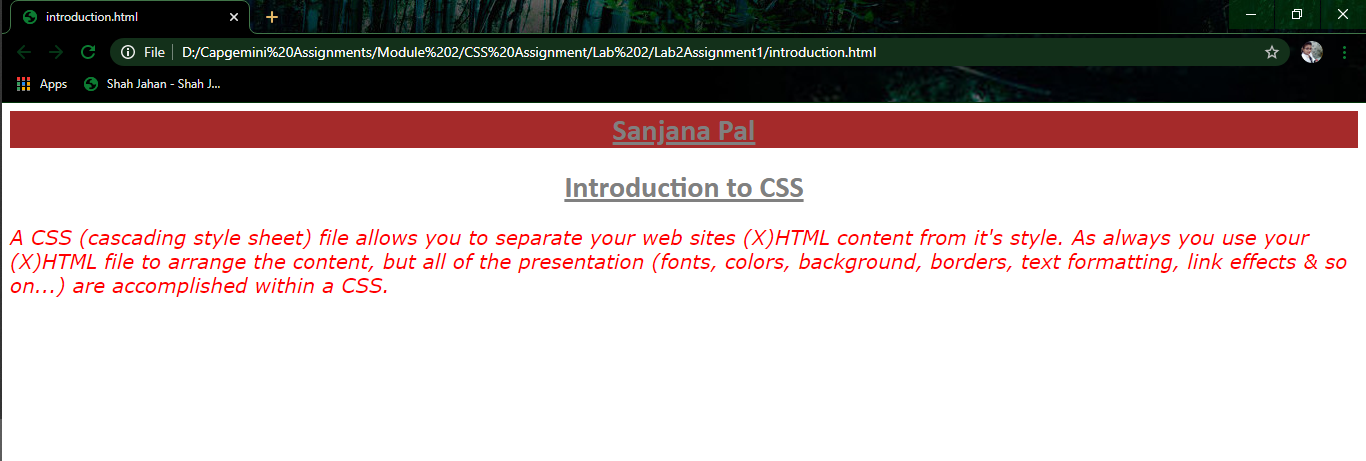 introduction.html
File D:/Capgemini%20Assignments/Module%202/CSS%20Assignment/Lab%202/Lab2Assignment1/introduction.html
Apps Shah Jahan - Shah J...
Sanjana Pal
Introduction to CSS
A CSS (cascading style sheet) file allows you to separate your web sites (X)HTML content from it's style. As always you use your
(X)HTML file to arrange the content, but all of the presentation (fonts, colors, background, borders, text formatting, link effects & so
on...) are accomplished within a CSS.